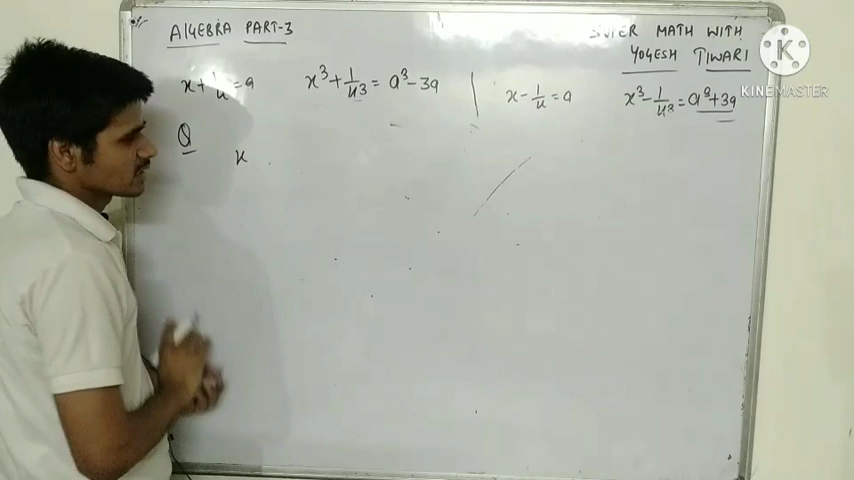 ALGEBRA PART-3
MATH WITH
YOGESH TIWARI
K
KINEMASTER
x + 1/x = a
x³ + 1/x³ = a³ - 3a
x - 1/x = a
x³ - 1/x³ = a³ + 3a
Q
x